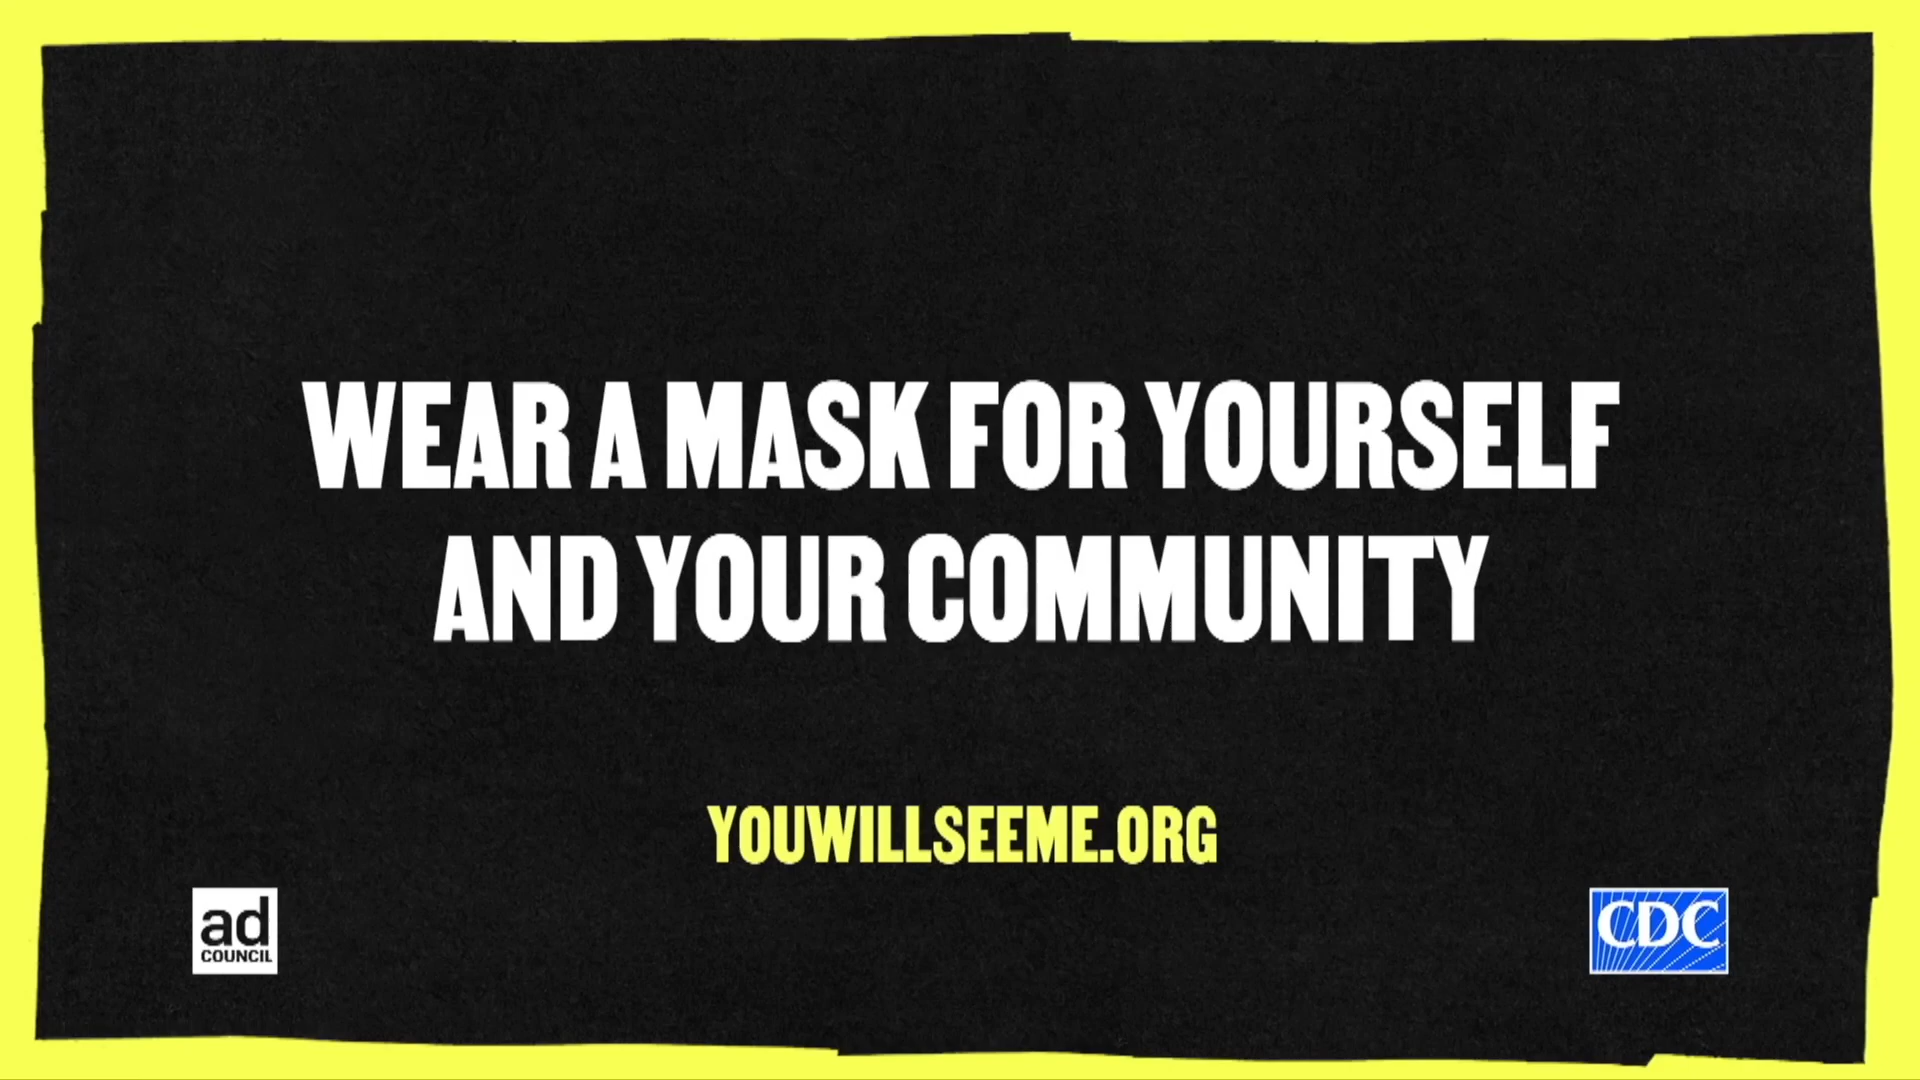 WEAR A MASK FOR YOURSELF
AND YOUR COMMUNITY
YOUWILLSEEME.ORG
ad
COUNCIL
CDC